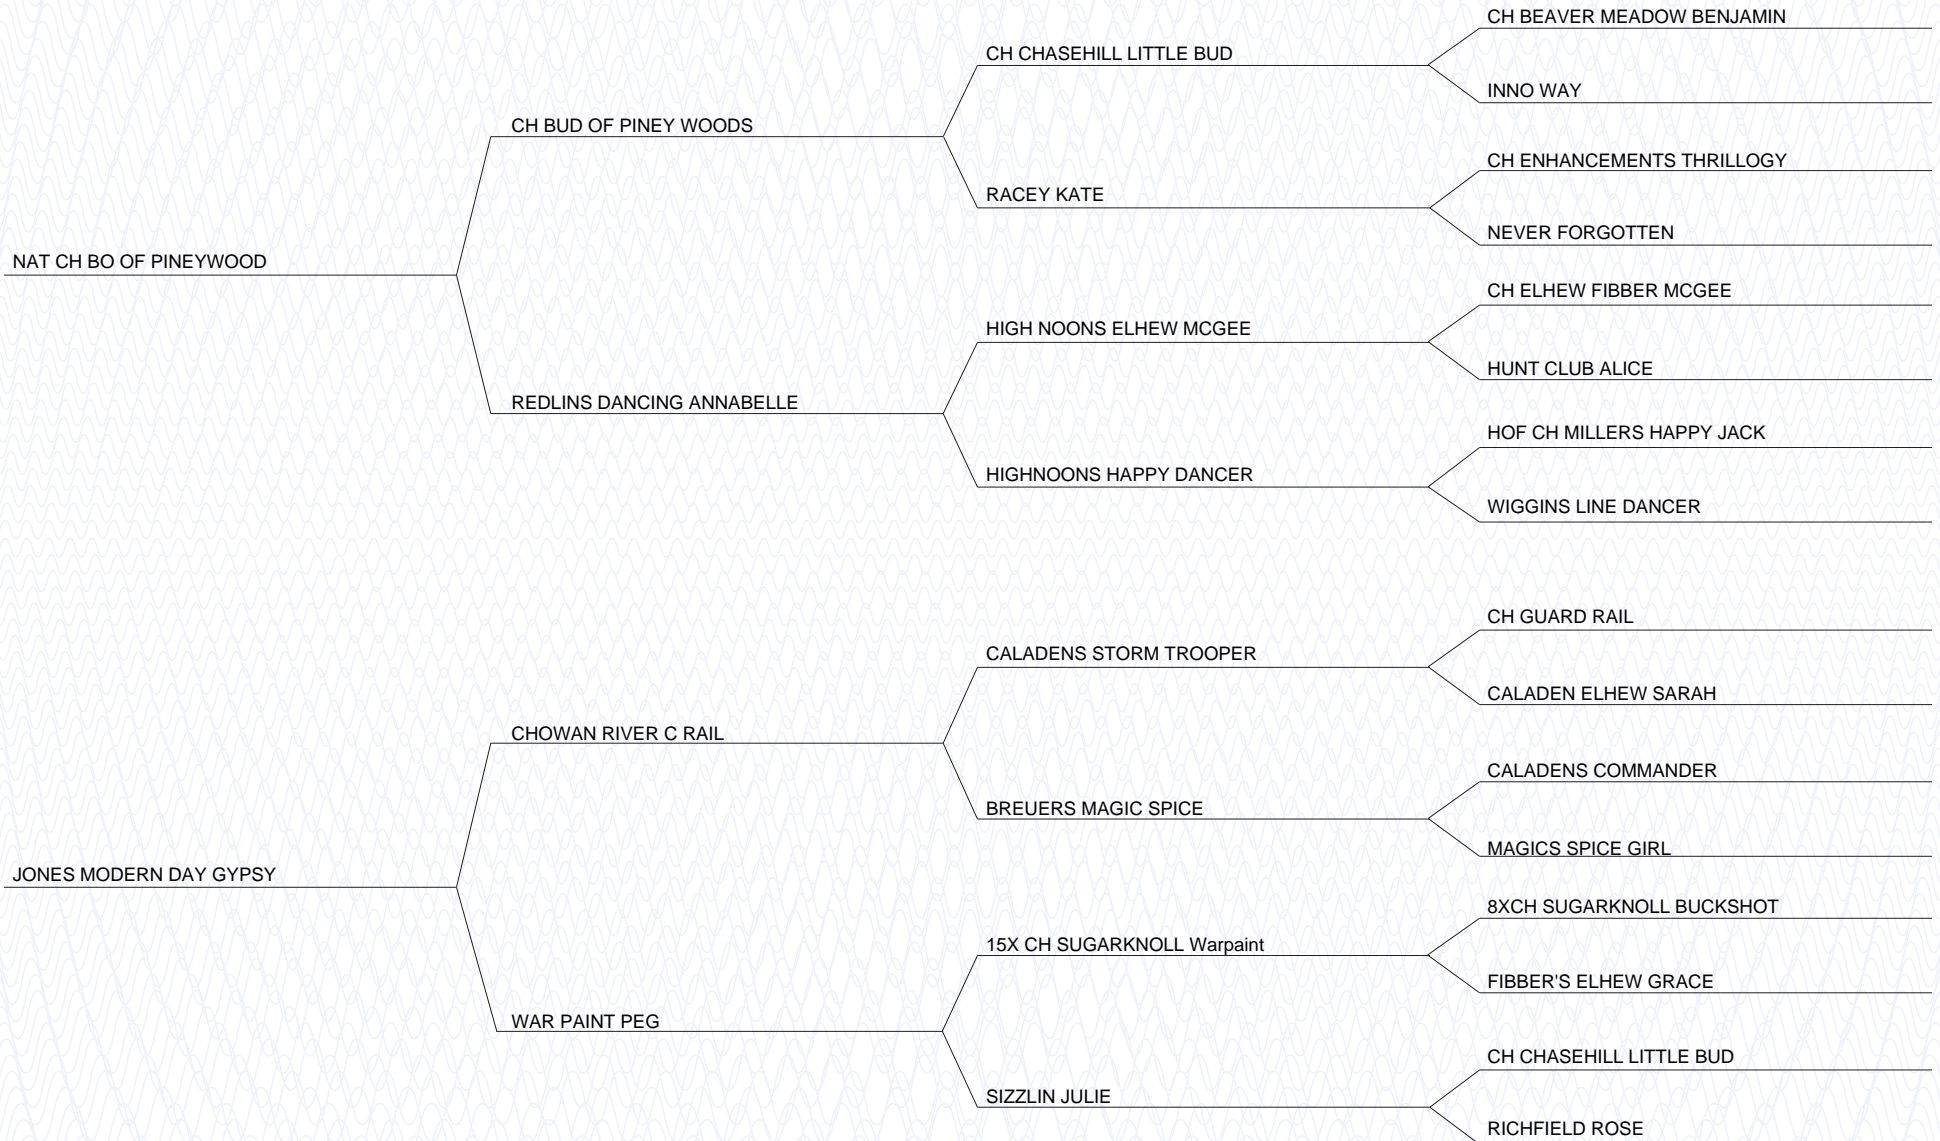 CH BEAVER MEADOW BENJAMIN
CH CHASEHILL LITTLE BUD
INNO WAY
CH BUD OF PINEY WOODS
CH ENHANCEMENTS THRILLOGY
RACEY KATE
NEVER FORGOTTEN
NAT CH BO OF PINEYWOOD
CH ELHEW FIBBER MCGEE
HIGH NOONS ELHEW MCGEE
HUNT CLUB ALICE
REDLINS DANCING ANNABELLE
HOF CH MILLERS HAPPY JACK
HIGHNOONS HAPPY DANCER
WIGGINS LINE DANCER
CH GUARD RAIL
CALADENS STORM TROOPER
CALADEN ELHEW SARAH
CHOWAN RIVER C RAIL
CALADENS COMMANDER
BREUERS MAGIC SPICE
MAGICS SPICE GIRL
JONES MODERN DAY GYPSY
8XCH SUGARKNOLL BUCKSHOT
15X CH SUGARKNOLL Warpaint
FIBBER'S ELHEW GRACE
WAR PAINT PEG
CH CHASEHILL LITTLE BUD
SIZZLIN JULIE
RICHFIELD ROSE